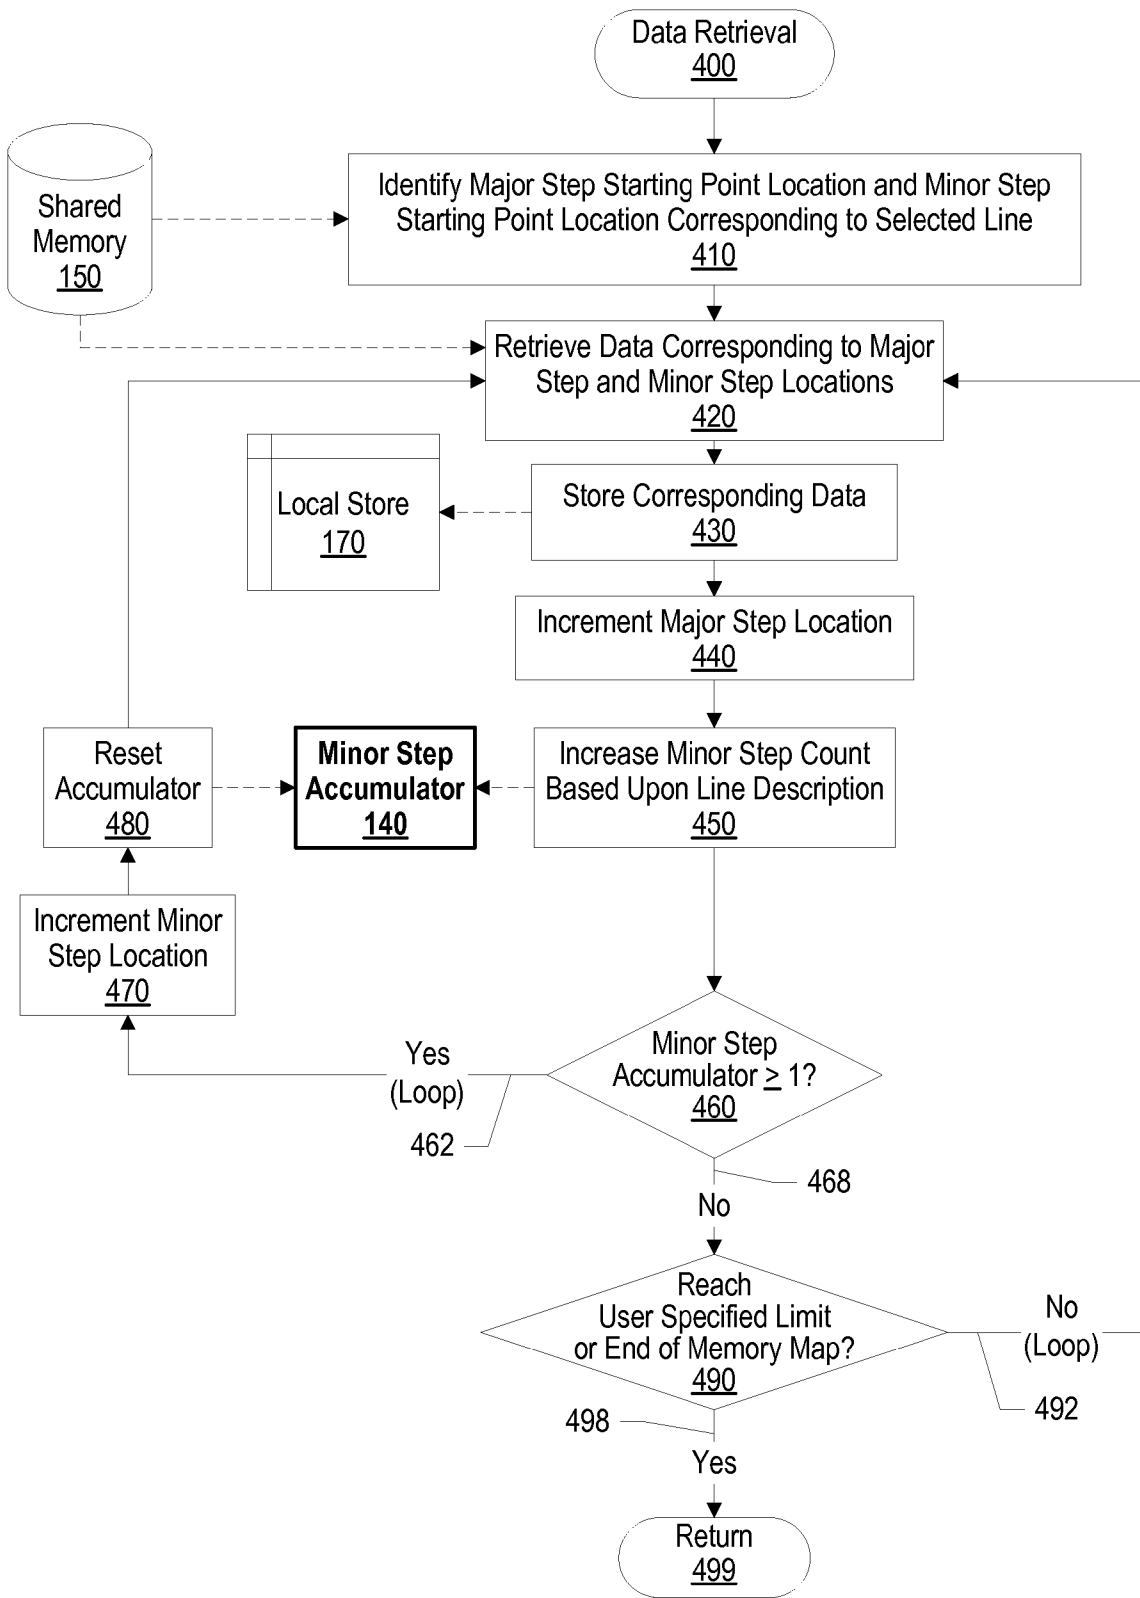 Data Retrieval
400
Shared
Memory
150
Identify Major Step Starting Point Location and Minor Step
Starting Point Location Corresponding to Selected Line
410
Retrieve Data Corresponding to Major
Step and Minor Step Locations
420
Local Store
170
Store Corresponding Data
430
Increment Major Step Location
440
Reset
Accumulator
480
Minor Step
Accumulator
140
Increase Minor Step Count
Based Upon Line Description
450
Increment Minor
Step Location
470
Yes
(Loop)
462
Minor Step
Accumulator ≥ 1?
460
468
No
Reach
User Specified Limit
or End of Memory Map?
490
No
(Loop)
492
498
Yes
Return
499